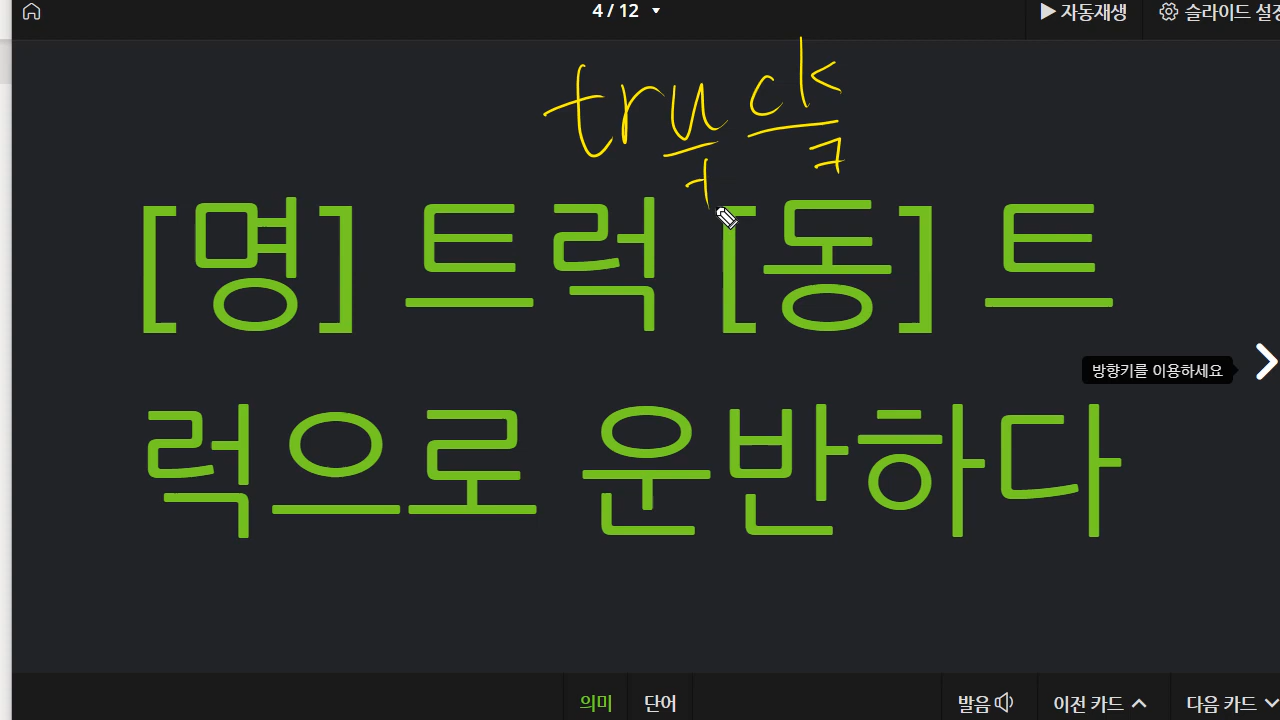 4 / 12
자동재생
슬라이드 설정
truck
ㅓ ㅋ
[명] 트럭 [동] 트
럭으로 운반하다
방향키를 이용하세요
의미 단어 발음 이전 카드 다음 카드